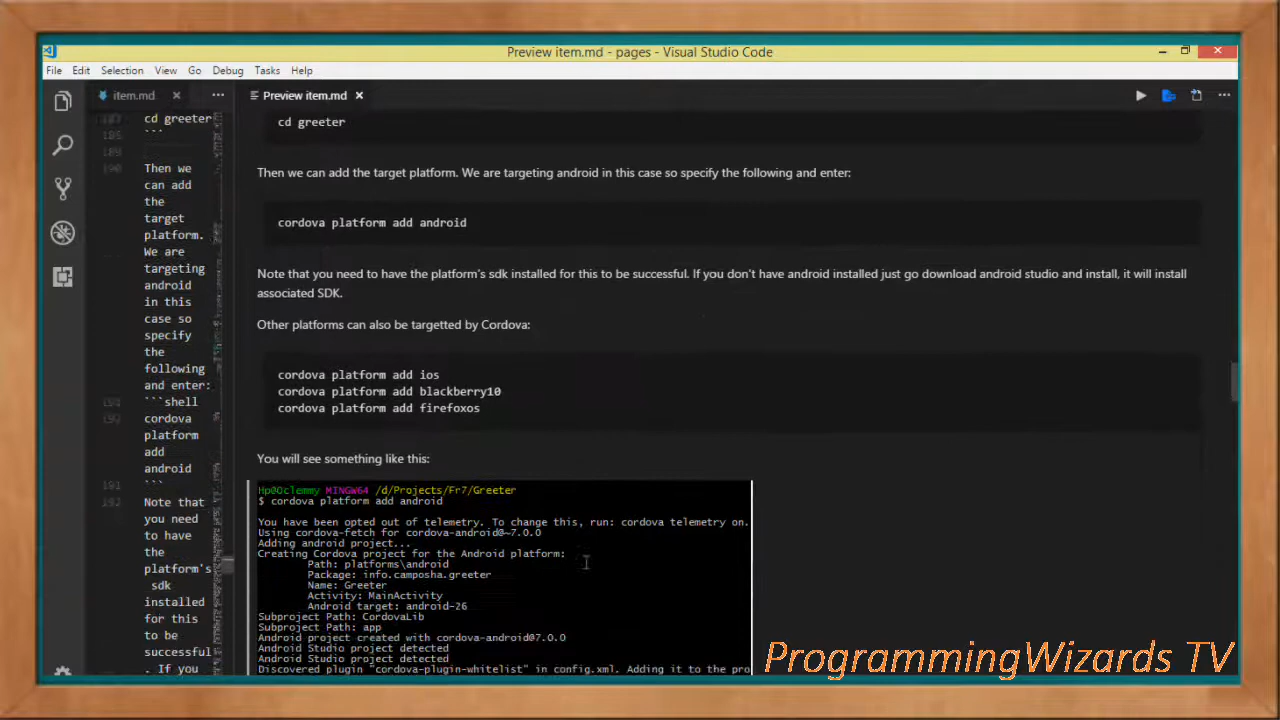 Preview item.md - pages - Visual Studio Code
File Edit Selection View Go Debug Tasks Help
item.md
Preview item.md
cd greeter
```
189
190
Then we
can add
the
target
platform.
We are
targeting
android
in this
case so
specify
the
following
and enter:
```shell
cordova
platform
add
android
```
191
192
Note that
you need
to have
the
platform's
sdk
installed
for this
to be
successful
. If you
cd greeter
Then we can add the target platform. We are targeting android in this case so specify the following and enter:
cordova platform add android
Note that you need to have the platform's sdk installed for this to be successful. If you don't have android installed just go download android studio and install, it will install
associated SDK.
Other platforms can also be targetted by Cordova:
cordova platform add ios
cordova platform add blackberry10
cordova platform add firefoxos
You will see something like this:
Hp@Oclemmy MINGW64 /d/Projects/Fr7/Greeter
$ cordova platform add android
You have been opted out of telemetry. To change this, run: cordova telemetry on.
Using cordova-fetch for cordova-android@~7.0.0
Adding android project...
Creating Cordova project for the Android platform:
Path: platforms\android
Package: info.camposha.greeter
Name: Greeter
Activity: MainActivity
Android target: android-26
Subproject Path: CordovaLib
Subproject Path: app
Android project created with cordova-android@7.0.0
Android Studio project detected
Android Studio project detected
Discovered plugin "cordova-plugin-whitelist" in config.xml. Adding it to the pro
ProgrammingWizards TV